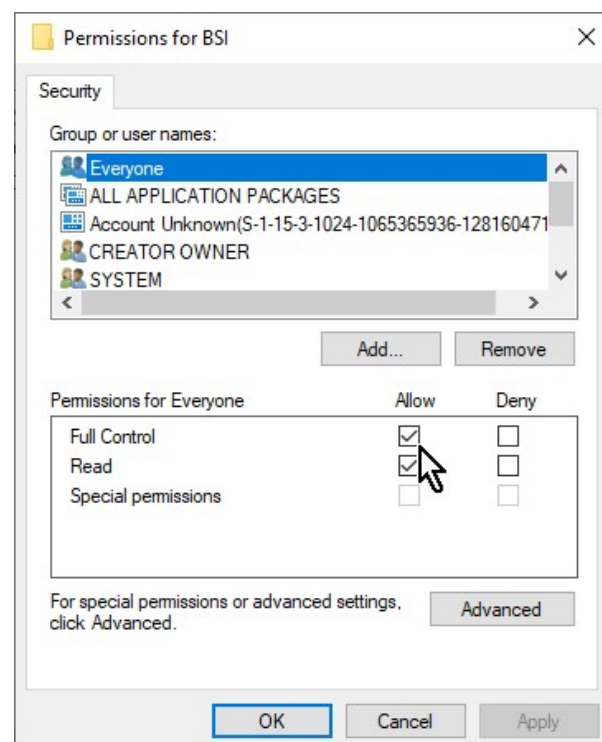 Permissions for BSI
Security
Group or user names:
Everyone
ALL APPLICATION PACKAGES
Account Unknown(S-1-15-3-1024-1065365936-128160471
CREATOR OWNER
SYSTEM
Add... Remove
Permissions for Everyone Allow Deny
Full Control
Read
Special permissions
For special permissions or advanced settings,
click Advanced.
Advanced
OK Cancel Apply